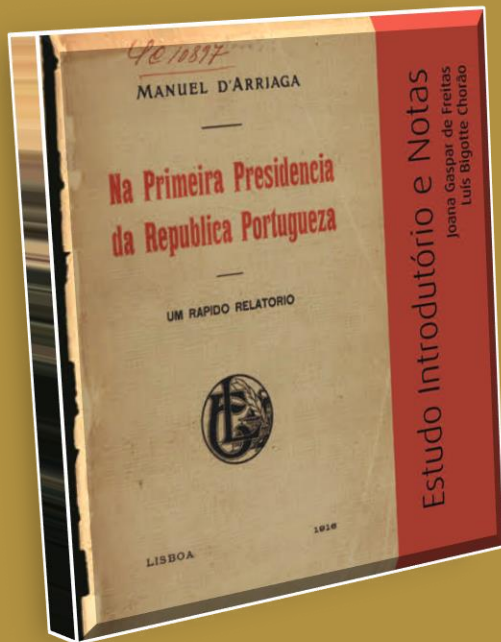 4C 10897
MANUEL D'ARRIAGA
Na Primeira Presidencia
da Republica Portugueza
UM RAPIDO RELATORIO
LISBOA
1916
Estudo Introdutório e Notas
Joana Gaspar de Freitas
Luís Bigotte Chorão